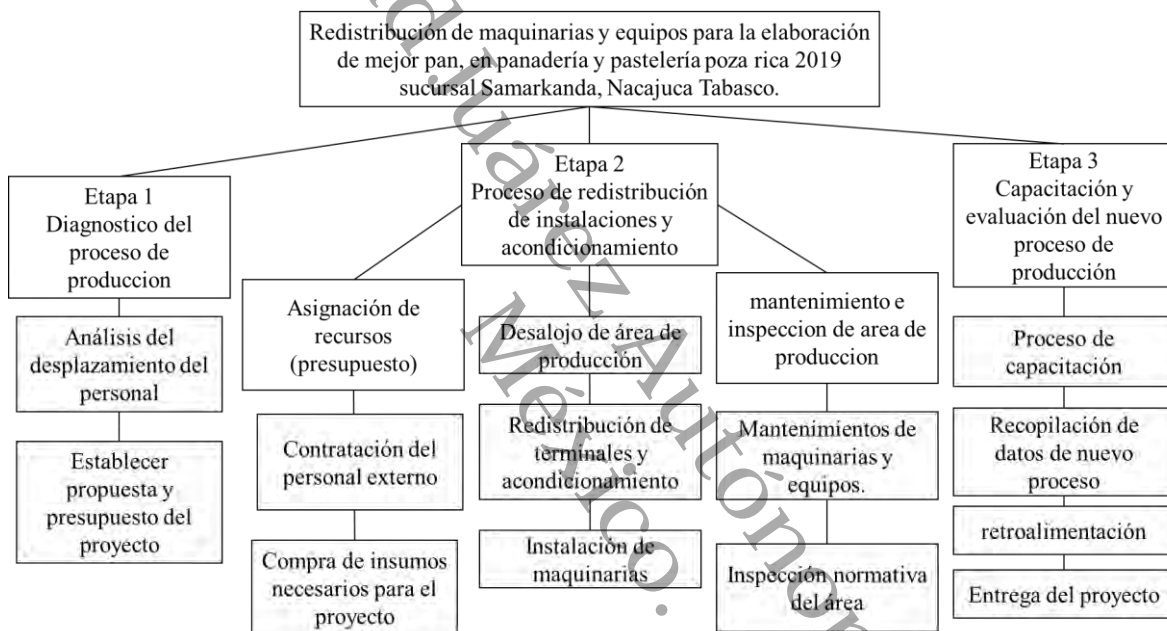 Redistribución de maquinarias y equipos para la elaboración
de mejor pan, en panadería y pastelería poza rica 2019
sucursal Samarkanda, Nacajuca Tabasco.
Etapa 1
Diagnostico del
proceso de
produccion
Análisis del
desplazamiento del
personal
Establecer
propuesta y
presupuesto del
proyecto
Etapa 2
Proceso de redistribución
de instalaciones y
acondicionamiento
Asignación de
recursos
(presupuesto)
Contratación del
personal externo
Compra de insumos
necesarios para el
proyecto
Desalojo de área de
producción
Redistribución de
terminales y
acondicionamiento
Instalación de
maquinarias
mantenimiento e
inspeccion de area de
produccion
Mantenimientos de
maquinarias y
equipos.
Inspección normativa
del área
Etapa 3
Capacitación y
evaluación del nuevo
proceso de
producción
Proceso de
capacitación
Recopilación de
datos de nuevo
proceso
retroalimentación
Entrega del proyecto
Juárez Autónom
México.